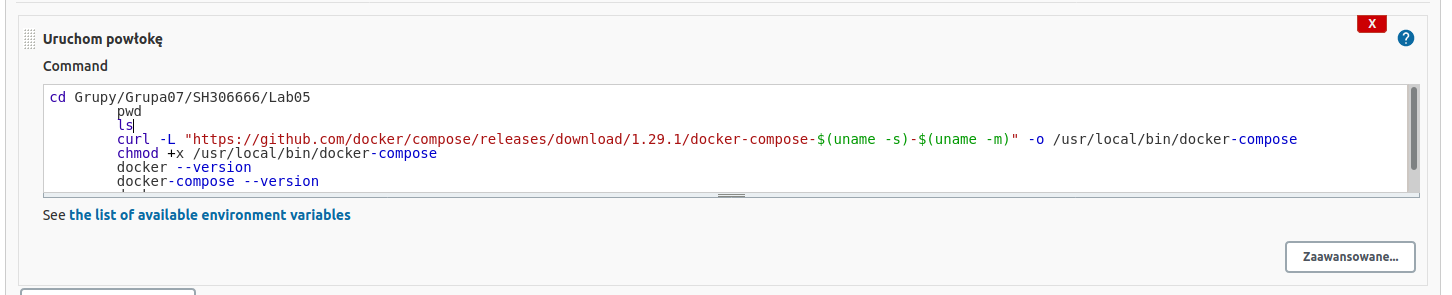 X
Uruchom powłokę
?
Command
cd Grupy/Grupa07/SH306666/Lab05
pwd
ls
curl -L "https://github.com/docker/compose/releases/download/1.29.1/docker-compose-$(uname -s)-$(uname -m)" -o /usr/local/bin/docker-compose
chmod +x /usr/local/bin/docker-compose
docker --version
docker-compose --version
See the list of available environment variables
Zaawansowane...